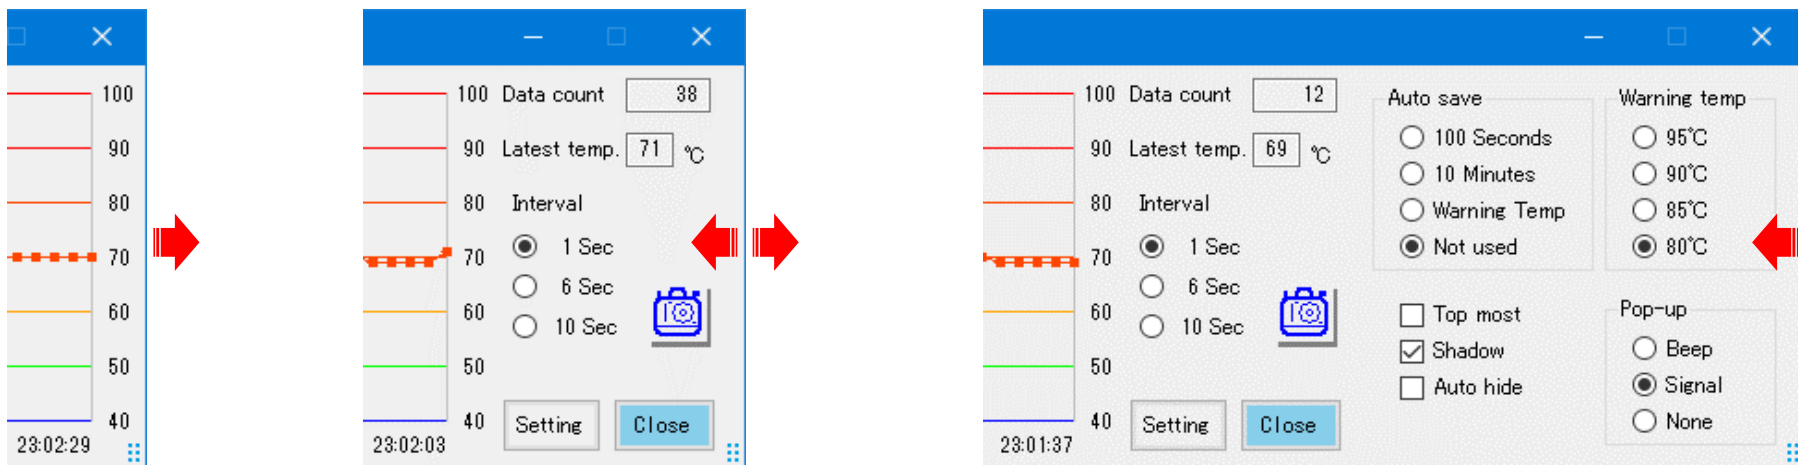 100
90
80
70
60
50
40
23:02:29
100 Data count 38
90 Latest temp. 71 ℃
80 Interval
70 1 Sec
6 Sec
60 10 Sec
50
40 Setting Close
23:02:03
100 Data count 12
90 Latest temp. 69 ℃
80 Interval
70 1 Sec
6 Sec
60 10 Sec
50
40 Setting Close
23:01:37
Auto save
100 Seconds
10 Minutes
Warning Temp
Not used
Top most
Shadow
Auto hide
Warning temp
95℃
90℃
85℃
80℃
Pop-up
Beep
Signal
None